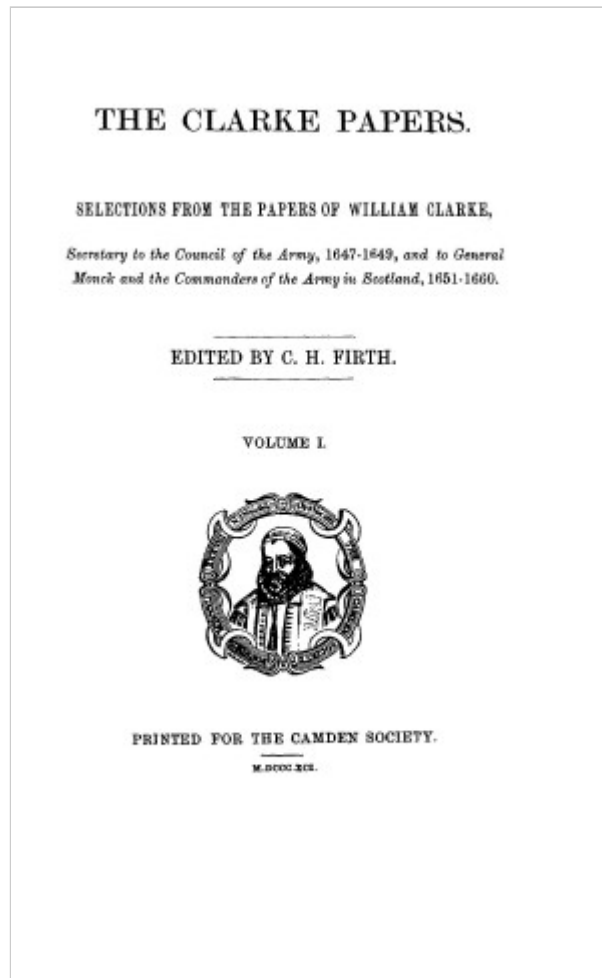 THE CLARKE PAPERS.
SELECTIONS FROM THE PAPERS OF WILLIAM CLARKE,
Secretary to the Council of the Army, 1647-1649, and to General
Monck and the Commanders of the Army in Scotland, 1651-1660.
EDITED BY C. H. FIRTH.
VOLUME I.
PRINTED FOR THE CAMDEN SOCIETY.
M.DCCC.XCI.